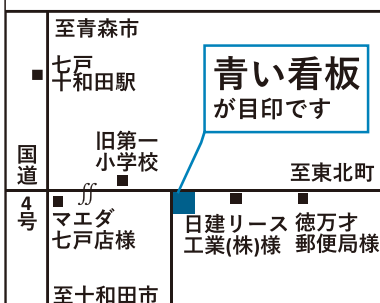 至青森市
七戸
十和田駅
青い看板
が目印です
旧第一
小学校
国道
至東北町
4号
マエダ
七戸店様
日建リース
工業(株)様
徳万才
郵便局様
至十和田市